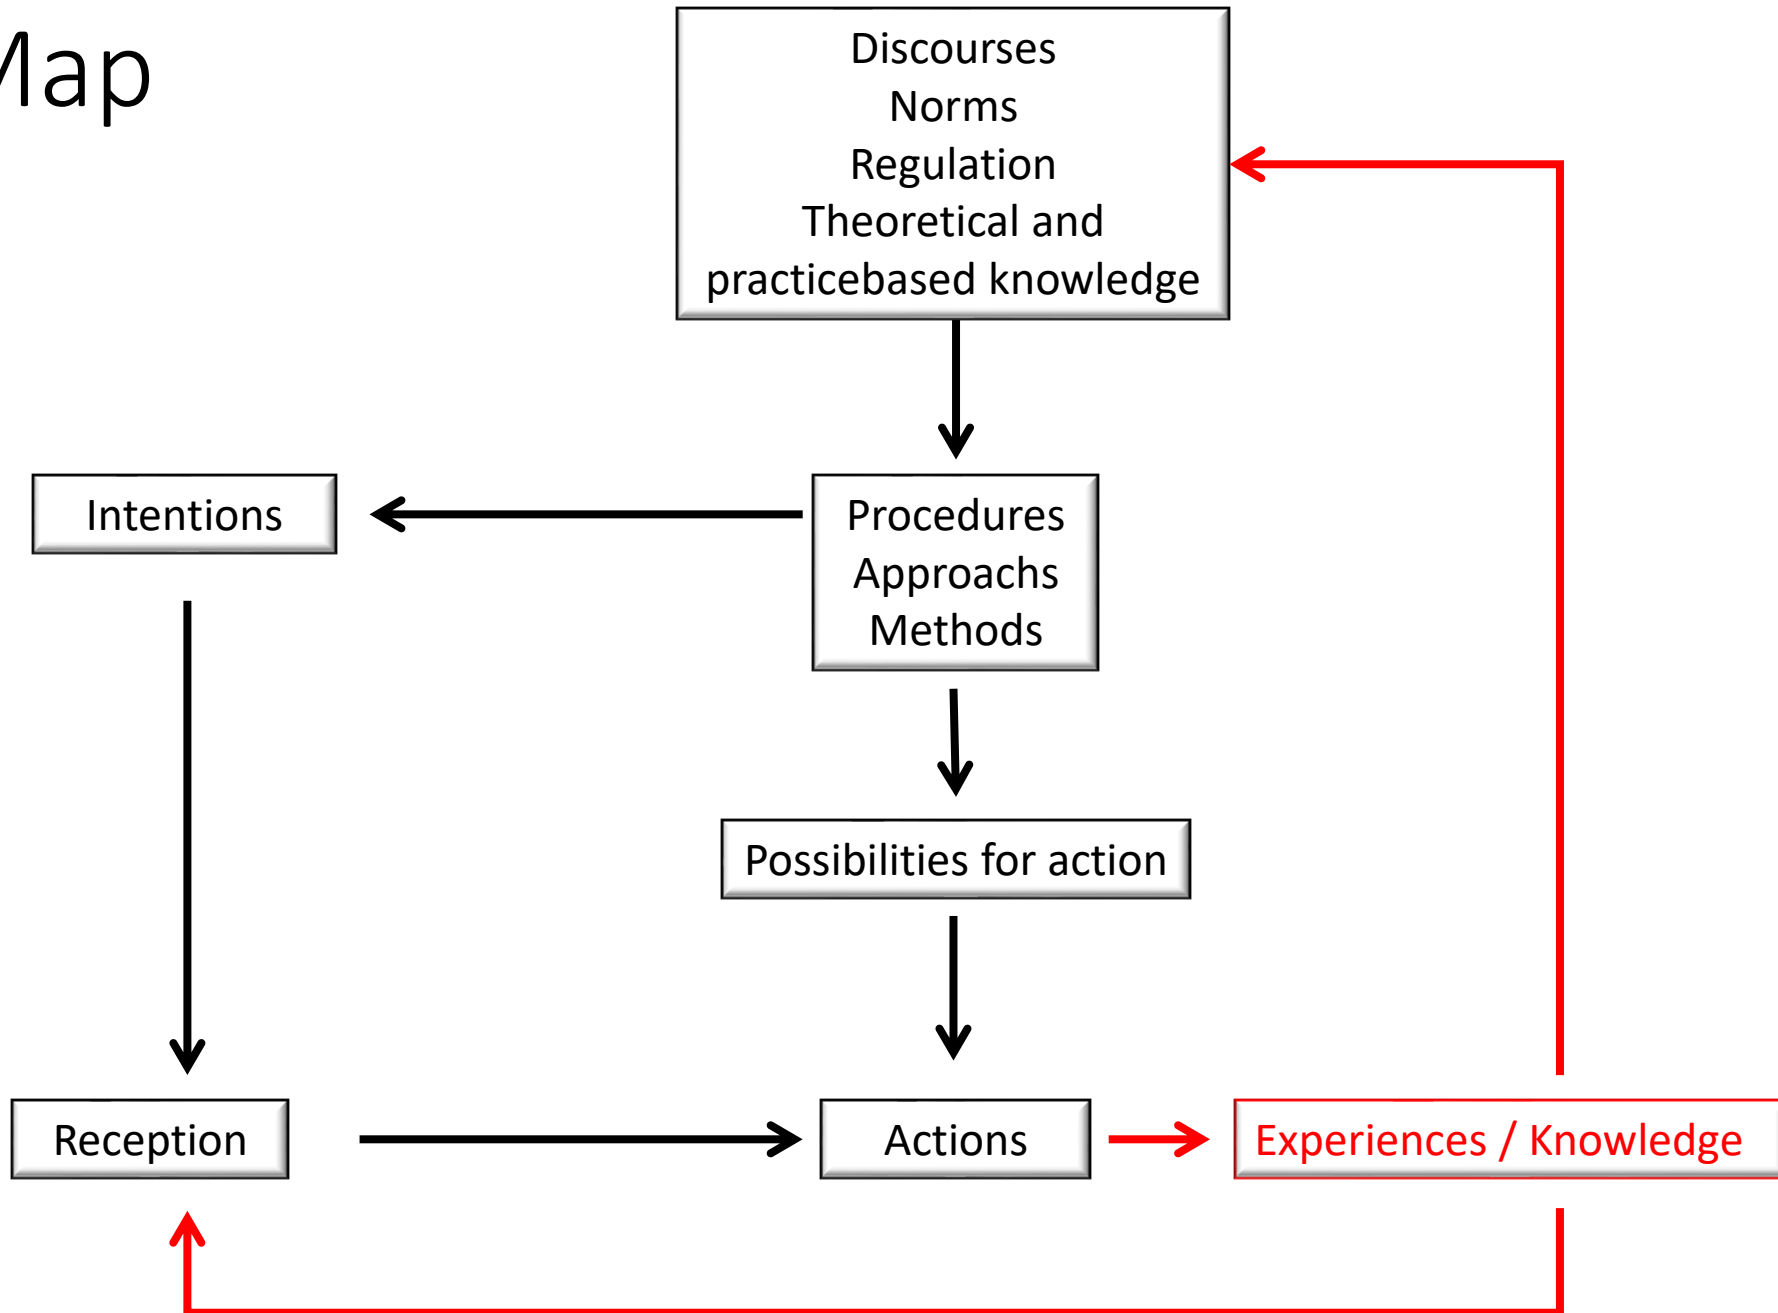 Map
Discourses
Norms
Regulation
Theoretical and
practicebased knowledge
Intentions
Procedures
Approachs
Methods
Possibilities for action
Reception
Actions
Experiences / Knowledge